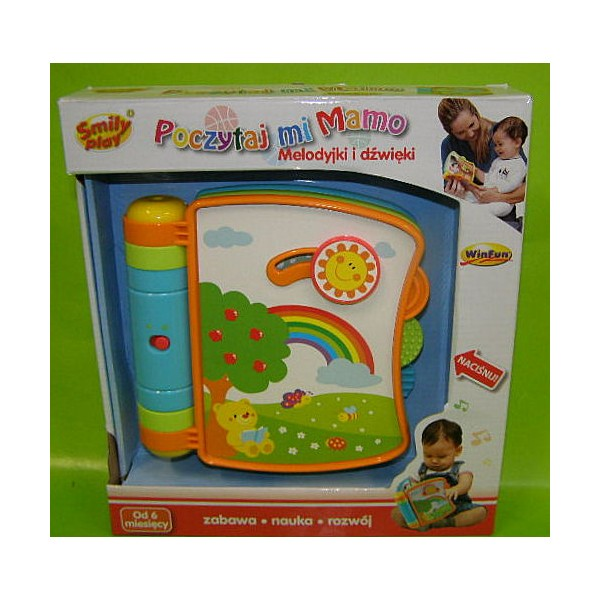 Smily
play
Poczytaj mi Mamo
Melodyjki i dźwięki
WinFun
NACIŚNIJ!
Od 6
miesięcy
zabawa • nauka • rozwój